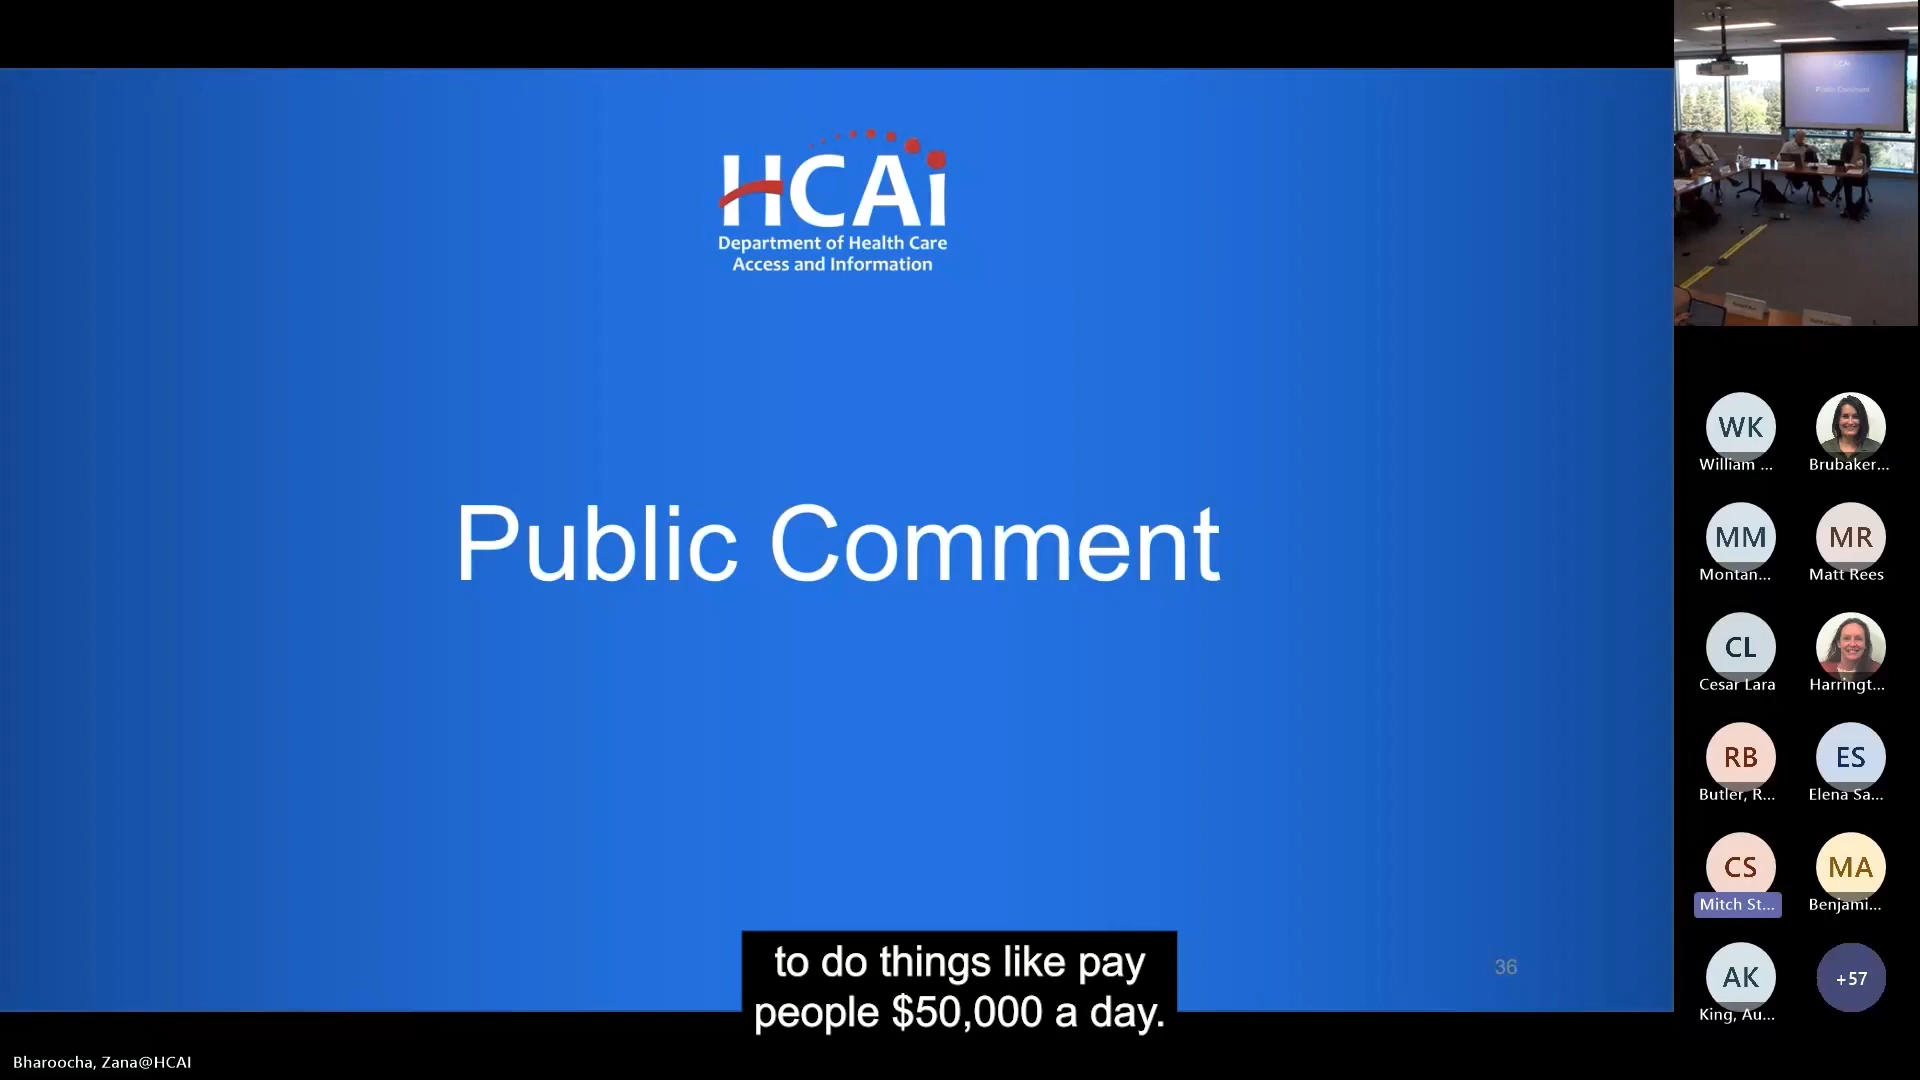 HCAi
Department of Health Care
Access and Information
Public Comment
36
to do things like pay
people $50,000 a day.
Bharoocha, Zana@HCAI
Public Comment
WK
William ...
Brubaker...
MM
Montan...
MR
Matt Rees
CL
Cesar Lara
Harringt...
RB
Butler, R...
ES
Elena Sa...
CS
Mitch St...
MA
Benjami...
AK
King, Au...
+57